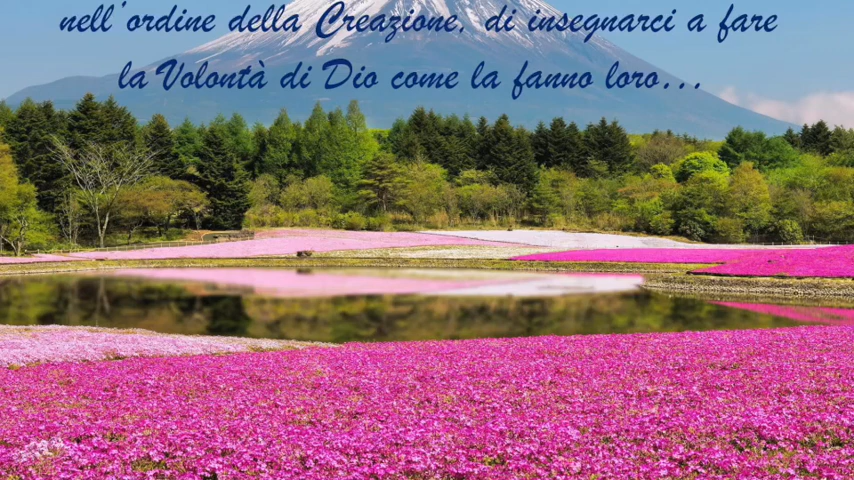 nell'ordine della Creazione, di insegnarci a fare
la Volontà di Dio come la fanno loro...